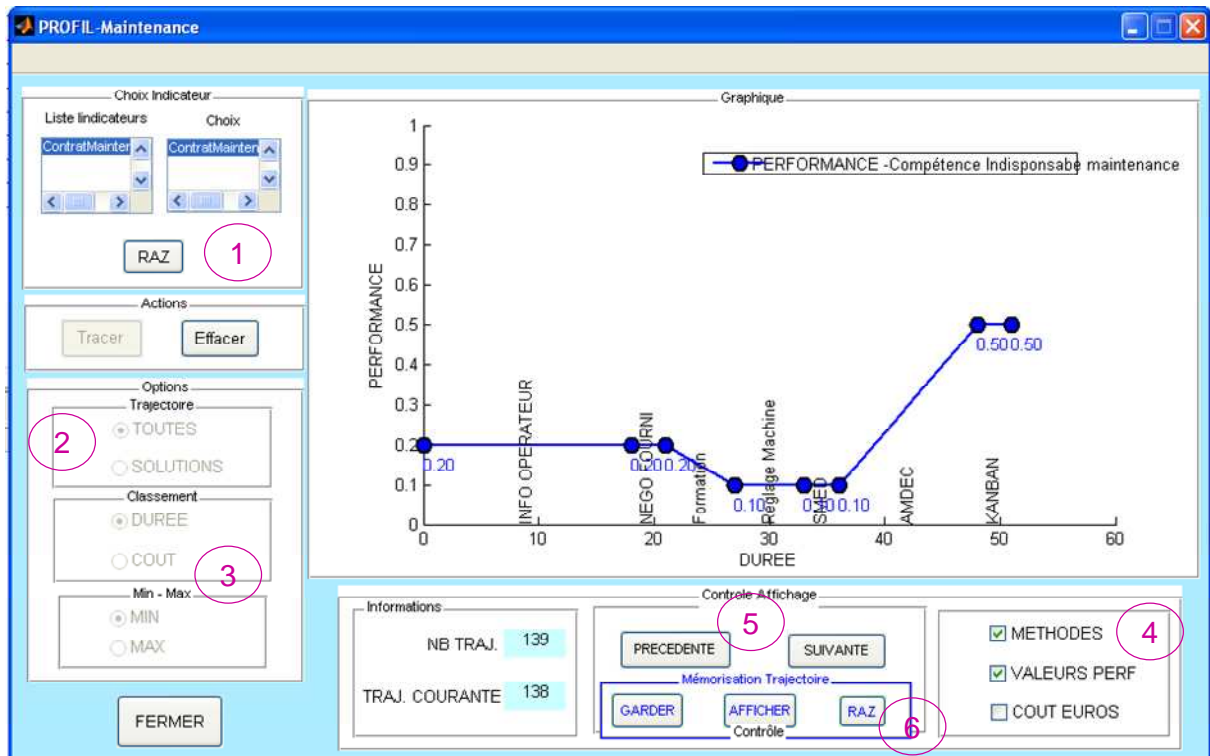 PROFIL-Maintenance
Choix Indicateur
Liste Iindicateurs
Choix
ContratMainter
ContratMainten
RAZ
1
Actions
Tracer
Effacer
Options
Trajectoire
2
TOUTES
SOLUTIONS
Classement
DUREE
COUT
3
Min - Max
MIN
MAX
FERMER
Graphique
PERFORMANCE -Compétence Indisponsabe maintenance
PERFORMANCE
1
0.9
0.8
0.7
0.6
0.5
0.4
0.3
0.2
0.1
0
0.20
0.20
0.20
0.10
0.10
0.10
0.50
0.50
INFO OPERATEUR
NEGO FOURNI
Formation
Réglage Machine
SMED
AMDEC
KANBAN
0
10
20
30
40
50
60
DUREE
Controle Affichage
Informations
NB TRAJ.
139
TRAJ. COURANTE
138
5
PRECEDENTE
SUIVANTE
Mémorisation Trajectoire
GARDER
AFFICHER
RAZ
Contrôle
6
METHODES
4
VALEURS PERF
COUT EUROS